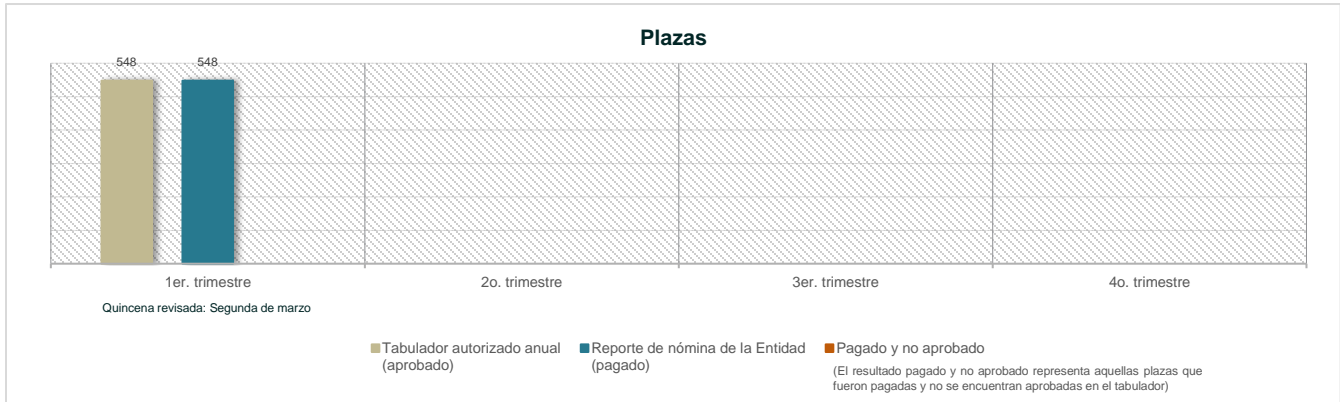 Plazas
548
548
1er. trimestre
2o. trimestre
3er. trimestre
4o. trimestre
Quincena revisada: Segunda de marzo
Tabulador autorizado anual
(aprobado)
Reporte de nómina de la Entidad
(pagado)
Pagado y no aprobado
(El resultado pagado y no aprobado representa aquellas plazas que
fueron pagadas y no se encuentran aprobadas en el tabulador)